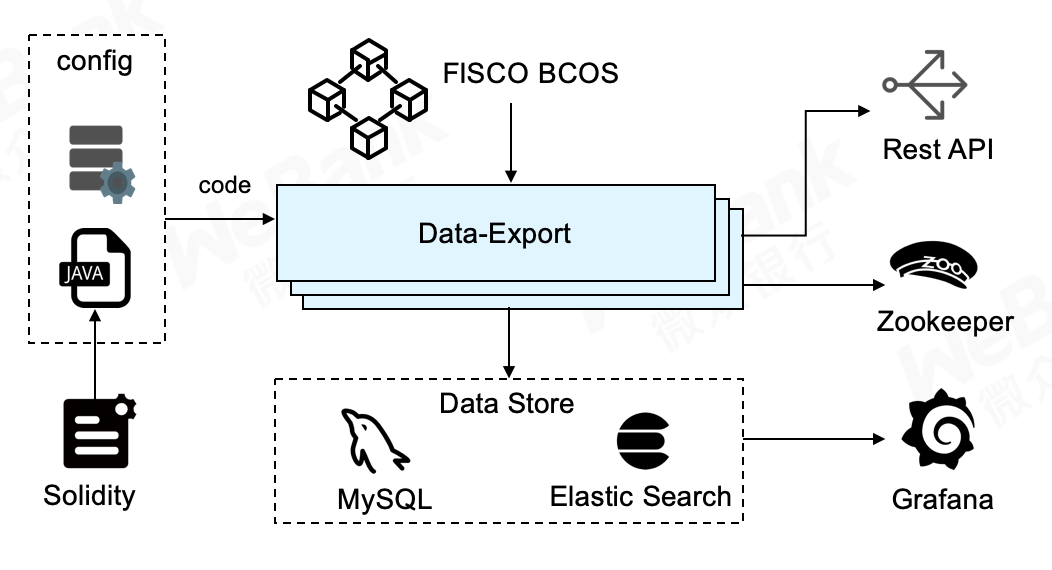 config
FISCO BCOS
Rest API
code
JAVA
Data-Export
ZOO
Zookeeper
Data Store
Solidity
MySQL
Elastic Search
Grafana
WeBank
微众银行